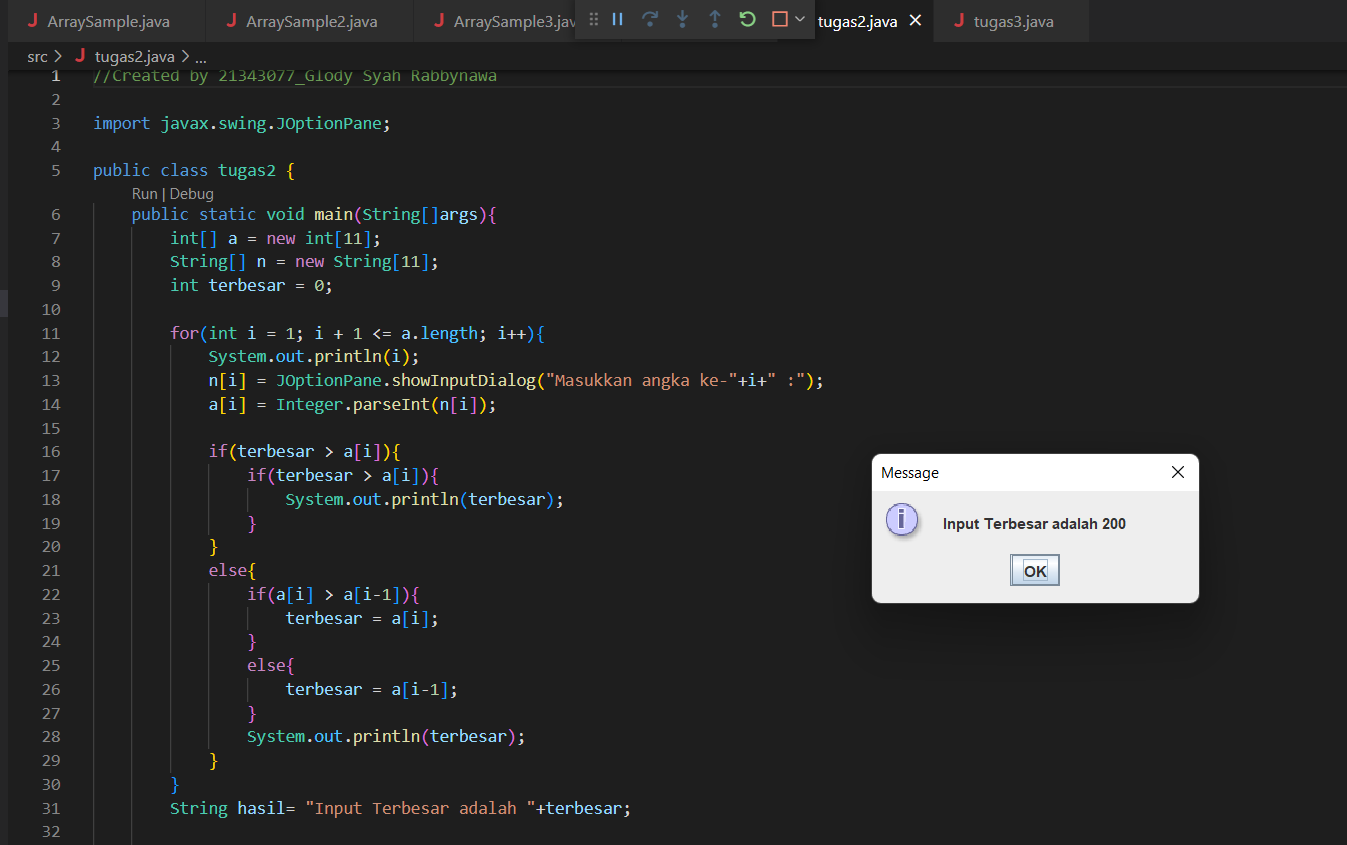 ArraySample.java ArraySample2.java ArraySample3.jav tugas2.java tugas3.java
src > tugas2.java > ...
1 //Created by 21343077_Glody Syah Rabbynawa
2
3 import javax.swing.JOptionPane;
4
5 public class tugas2 {
Run | Debug
6 public static void main(String[]args){
7 int[] a = new int[11];
8 String[] n = new String[11];
9 int terbesar = 0;
10
11 for(int i = 1; i + 1 <= a.length; i++){
12 System.out.println(i);
13 n[i] = JOptionPane.showInputDialog("Masukkan angka ke-"+i+" :");
14 a[i] = Integer.parseInt(n[i]);
15
16 if(terbesar > a[i]){
17 if(terbesar > a[i]){
18 System.out.println(terbesar);
19 }
20 }
21 else{
22 if(a[i] > a[i-1]){
23 terbesar = a[i];
24 }
25 else{
26 terbesar = a[i-1];
27 }
28 System.out.println(terbesar);
29 }
30 }
31 String hasil= "Input Terbesar adalah "+terbesar;
32
Message
Input Terbesar adalah 200
OK